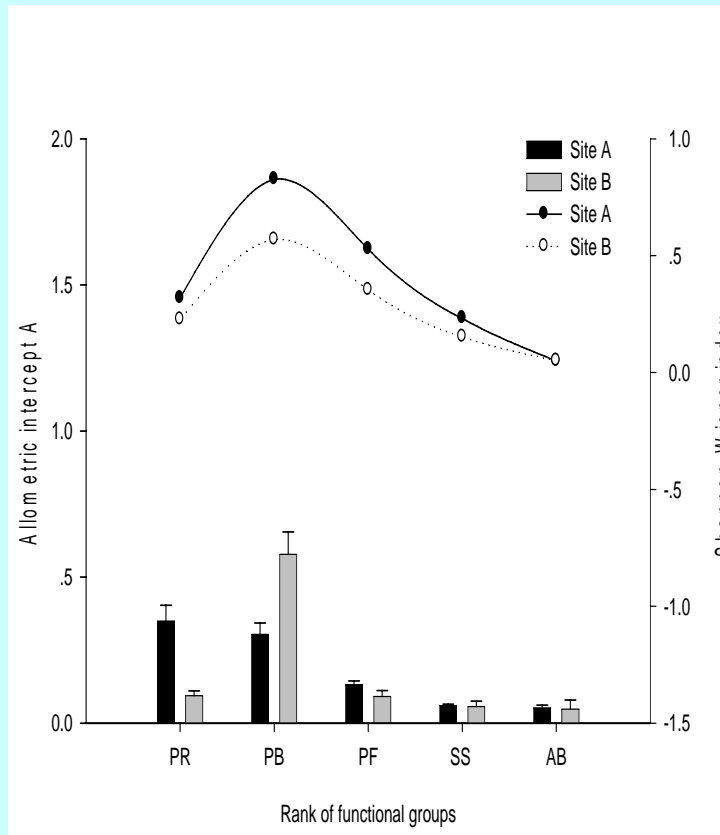 2.0
1.5
1.0
.5
0.0
Allometric intercept A
1.0
.5
0.0
-.5
-1.0
-1.5
Site A
Site B
Site A
Site B
PR PB PF SS AB
Rank of functional groups